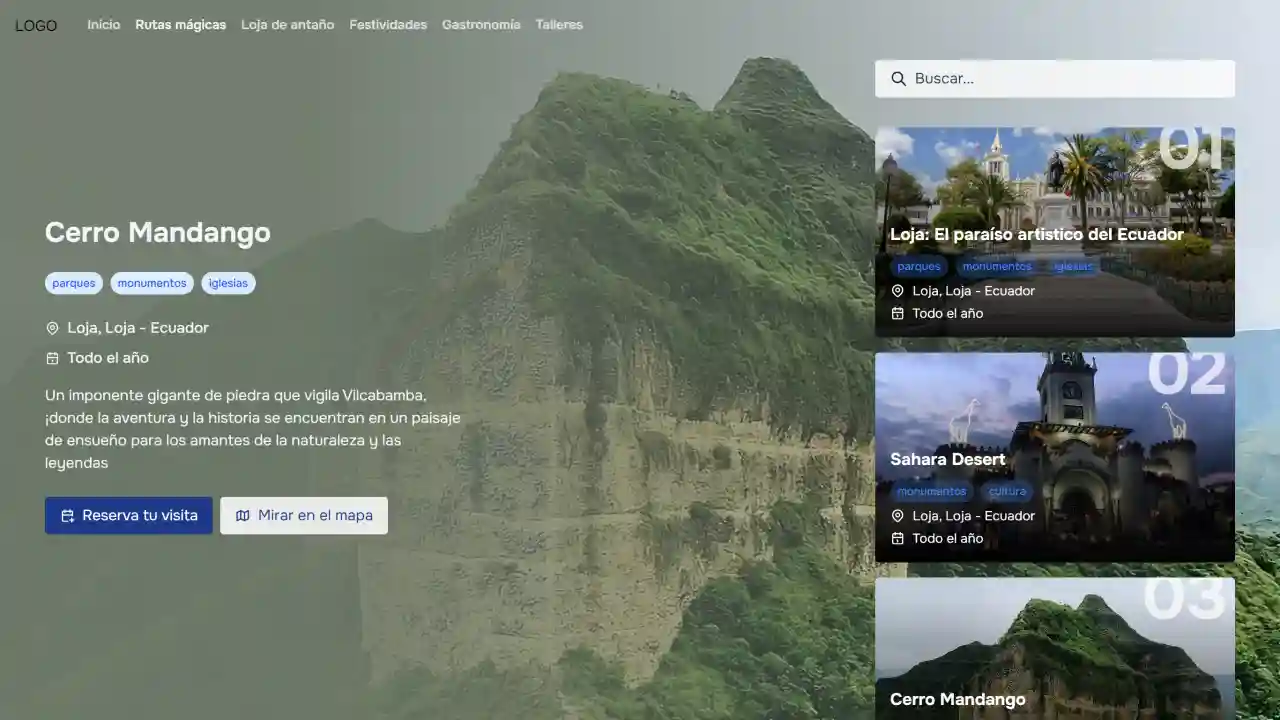 LOGO
Inicio
Rutas mágicas
Loja de antaño
Festividades
Gastronomía
Talleres
Cerro Mandango
parques
monumentos
iglesias
Loja, Loja - Ecuador
Todo el año
Un imponente gigante de piedra que vigila Vilcabamba,
¡donde la aventura y la historia se encuentran en un paisaje
de ensueño para los amantes de la naturaleza y las
leyendas
Reserva tu visita
Mirar en el mapa
Buscar...
01
Loja: El paraíso artistico del Ecuador
parques
monumentos
iglesias
Loja, Loja - Ecuador
Todo el año
02
Sahara Desert
monumentos
cultura
Loja, Loja - Ecuador
Todo el año
03
Cerro Mandango